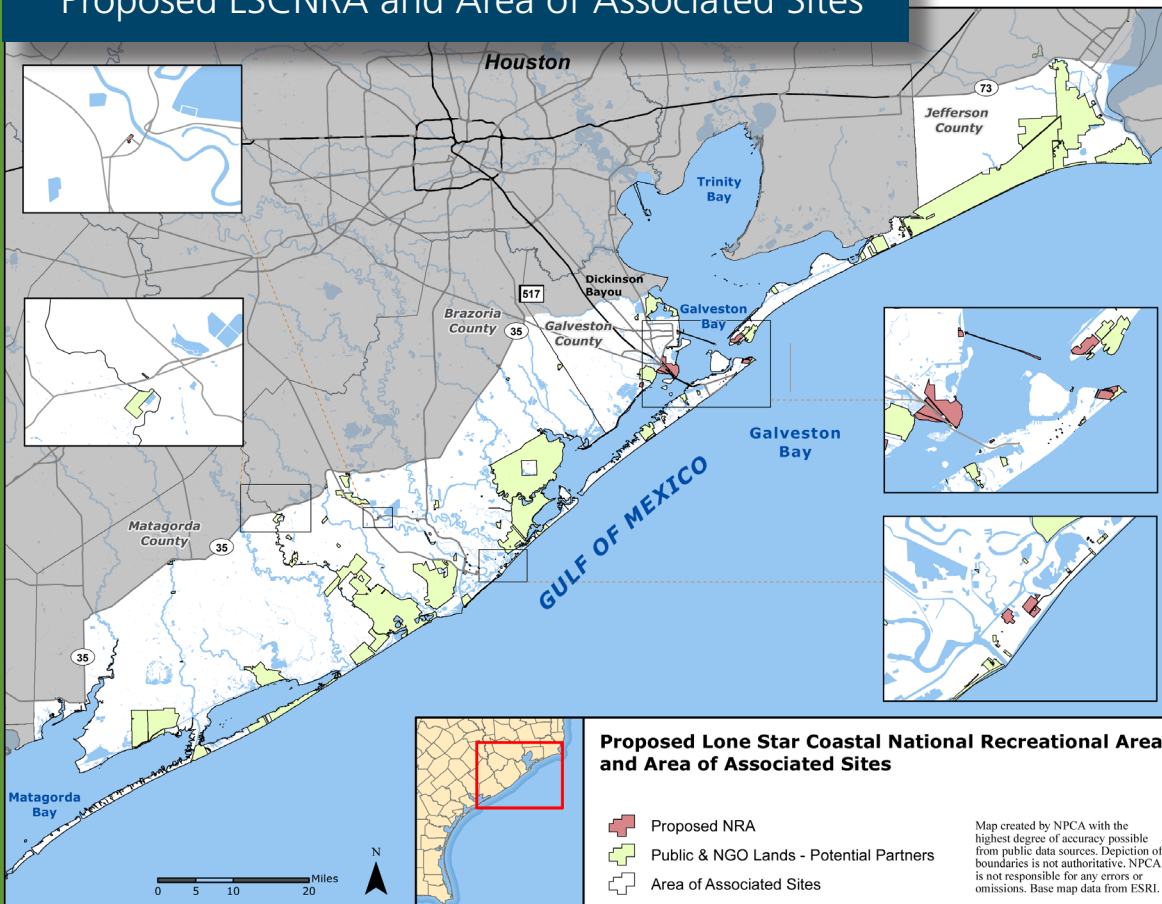 Proposed LSCNRA and Area of Associated Sites
Houston
73
Jefferson
County
Trinity
Bay
Dickinson
Bayou
517
Brazoria
County
35
Galveston
County
Galveston
Bay
Galveston
Bay
GULF OF MEXICO
Matagorda
County
35
35
Matagorda
Bay
N
Miles
0 5 10 20
Proposed Lone Star Coastal National Recreational Area
and Area of Associated Sites
Proposed NRA
Public & NGO Lands - Potential Partners
Area of Associated Sites
Map created by NPCA with the
highest degree of accuracy possible
from public data sources. Depiction of
boundaries is not authoritative. NPCA
is not responsible for any errors or
omissions. Base map data from ESRI.